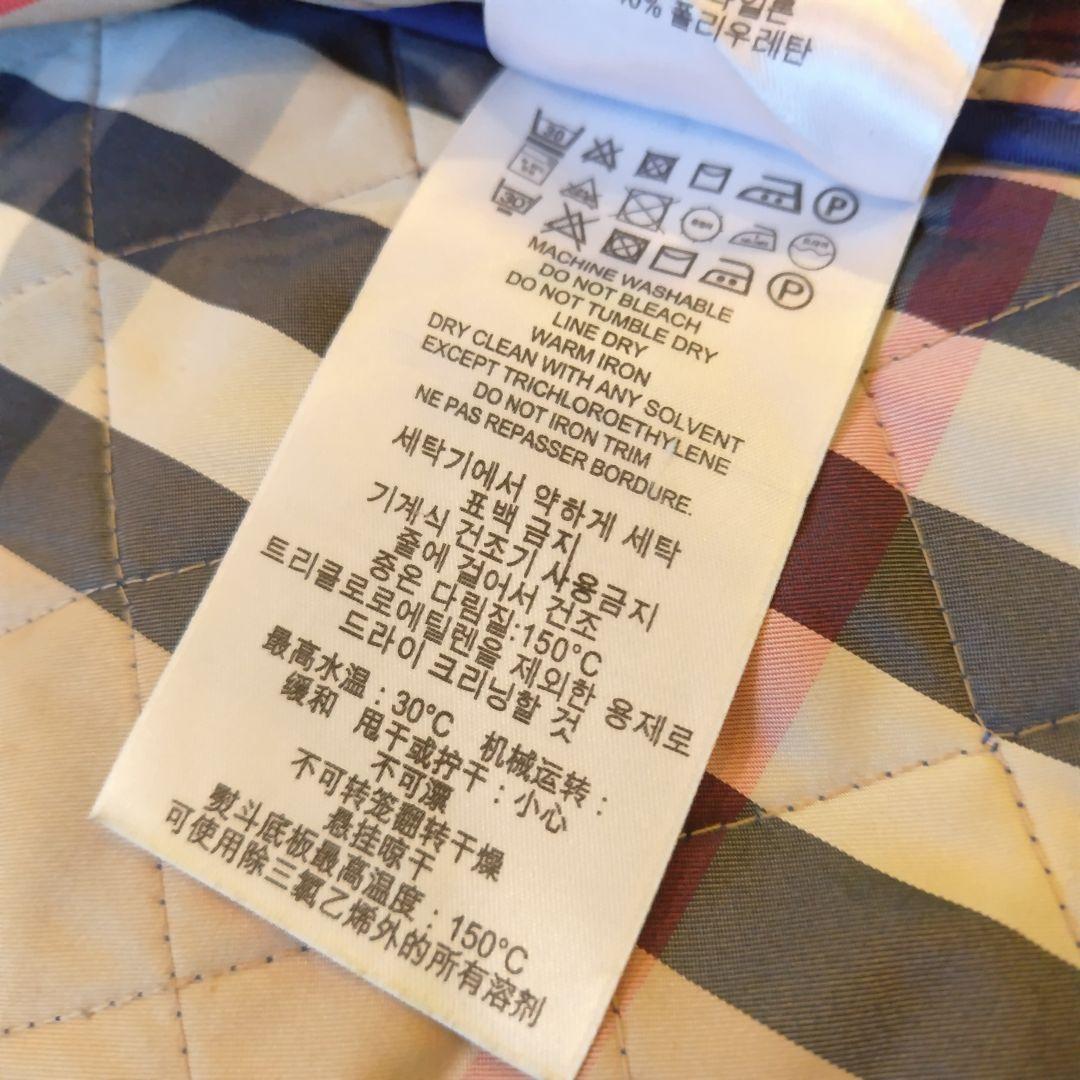 10% 폴리우레탄
30
30
P
P
MACHINE WASHABLE
DO NOT BLEACH
DO NOT TUMBLE DRY
LINE DRY
WARM IRON
DRY CLEAN WITH ANY SOLVENT
EXCEPT TRICHLOROETHYLENE
DO NOT IRON TRIM
NE PAS REPASSER BORDURE.
세탁기에서 약하게 세탁
표백 금지
기계식 건조기 사용금지
줄에 걸어서 건조
중온 다림질:150°C
트리클로로에틸렌을 제외한 용제로
드라이 크리닝할 것
最高水温：30°C 机械运转：
缓和 甩干或拧干：小心
不可漂
不可转笼翻转干燥
悬挂晾干
熨斗底板最高温度：150°C
可使用除三氯乙烯外的所有溶剂